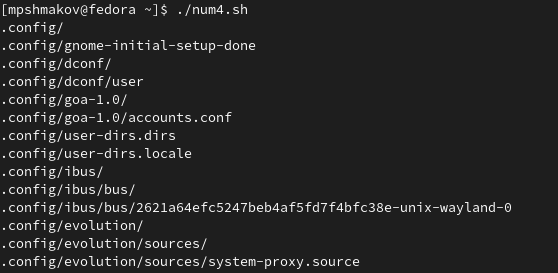 [mpshmakov@fedora ~]$ ./num4.sh
.config/
.config/gnome-initial-setup-done
.config/dconf/
.config/dconf/user
.config/goa-1.0/
.config/goa-1.0/accounts.conf
.config/user-dirs.dirs
.config/user-dirs.locale
.config/ibus/
.config/ibus/bus/
.config/ibus/bus/2621a64efc5247beb4af5fd7f4bfc38e-unix-wayland-0
.config/evolution/
.config/evolution/sources/
.config/evolution/sources/system-proxy.source